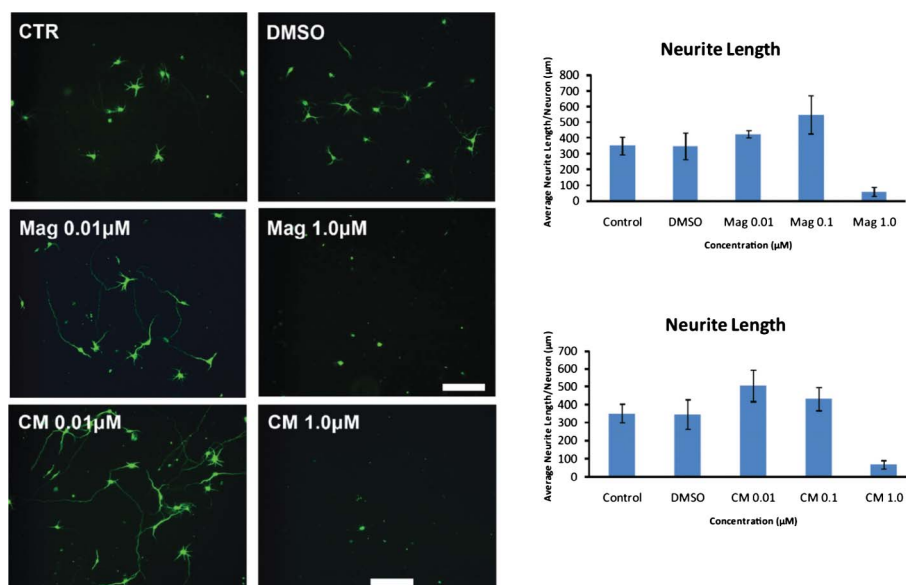 CTR
DMSO
Mag 0.01µM
Mag 1.0µM
CM 0.01µM
CM 1.0µM
Neurite Length
Average Neurite Length/Neuron (µm)
800
700
600
500
400
300
200
100
0
Control DMSO Mag 0.01 Mag 0.1 Mag 1.0
Concentration (µM)
Neurite Length
Average Neurite Length/Neuron (µm)
700
600
500
400
300
200
100
0
Control DMSO CM 0.01 CM 0.1 CM 1.0
Concentration (µM)